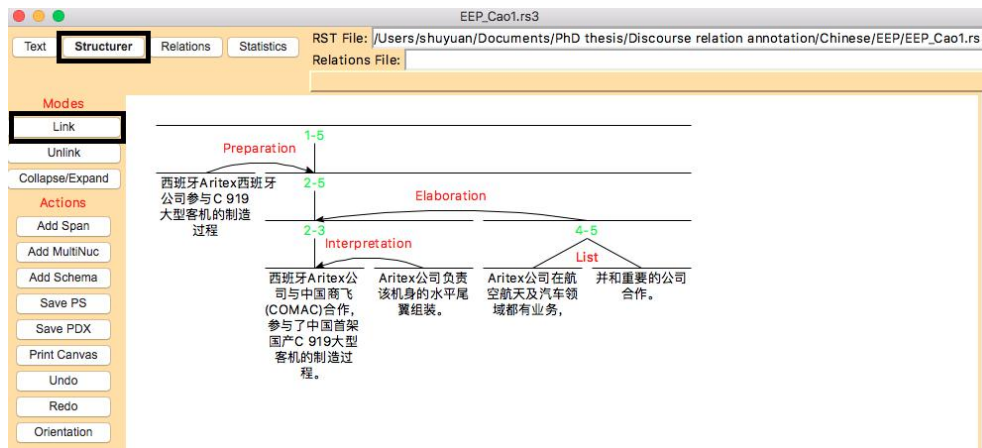 EEP_Cao1.rs3
Text
Structurer
Relations
Statistics
RST File: /Users/shuyuan/Documents/PhD thesis/Discourse relation annotation/Chinese/EEP/EEP_Cao1.rs
Relations File:
Modes
Link
Unlink
Collapse/Expand
Actions
Add Span
Add MultiNuc
Add Schema
Save PS
Save PDX
Print Canvas
Undo
Redo
Orientation
1-5
Preparation
西班牙Aritex西班牙
公司参与C 919
大型客机的制造
过程
2-5
Elaboration
2-3
Interpretation
4-5
List
西班牙Aritex公
司与中国商飞
(COMAC)合作,
参与了中国首架
国产C 919大型
客机的制造过
程。
Aritex公司负责
该机身的水平尾
翼组装。
Aritex公司在航
空航天及汽车领
域都有业务,
并和重要的公司
合作。